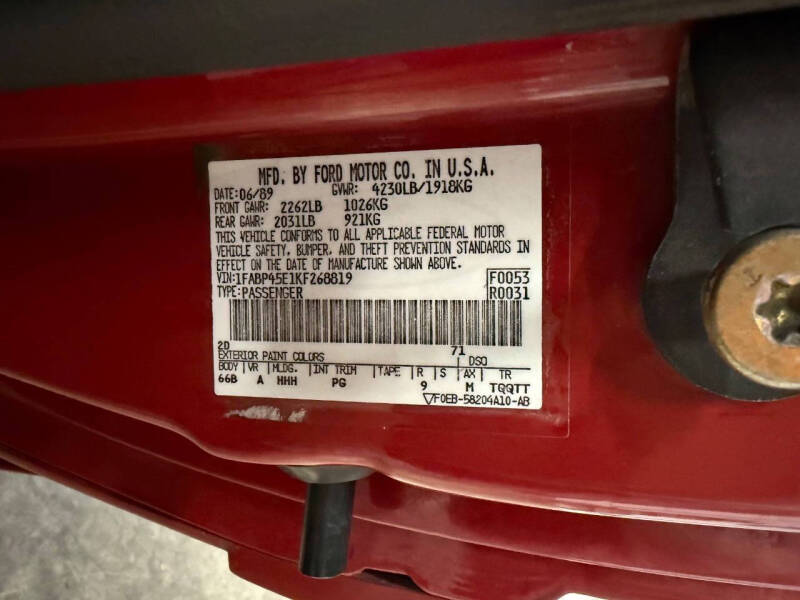 MFD. BY FORD MOTOR CO. IN U.S.A.
DATE: 06/89 GVWR: 4230LB/1918KG
FRONT GAWR: 2262LB 1026KG
REAR GAWR: 2031LB 921KG
THIS VEHICLE CONFORMS TO ALL APPLICABLE FEDERAL MOTOR
VEHICLE SAFETY, BUMPER, AND THEFT PREVENTION STANDARDS IN
EFFECT ON THE DATE OF MANUFACTURE SHOWN ABOVE.
VIN: 1FABP45E1KF268819 F0053
TYPE: PASSENGER R0031
2D 71
EXTERIOR PAINT COLORS DSO
BODY VR MLDG. INT TRIM TAPE R S AX TR
66B A HHH PG 9 M TQQTT
F0EB-58204A10-AB